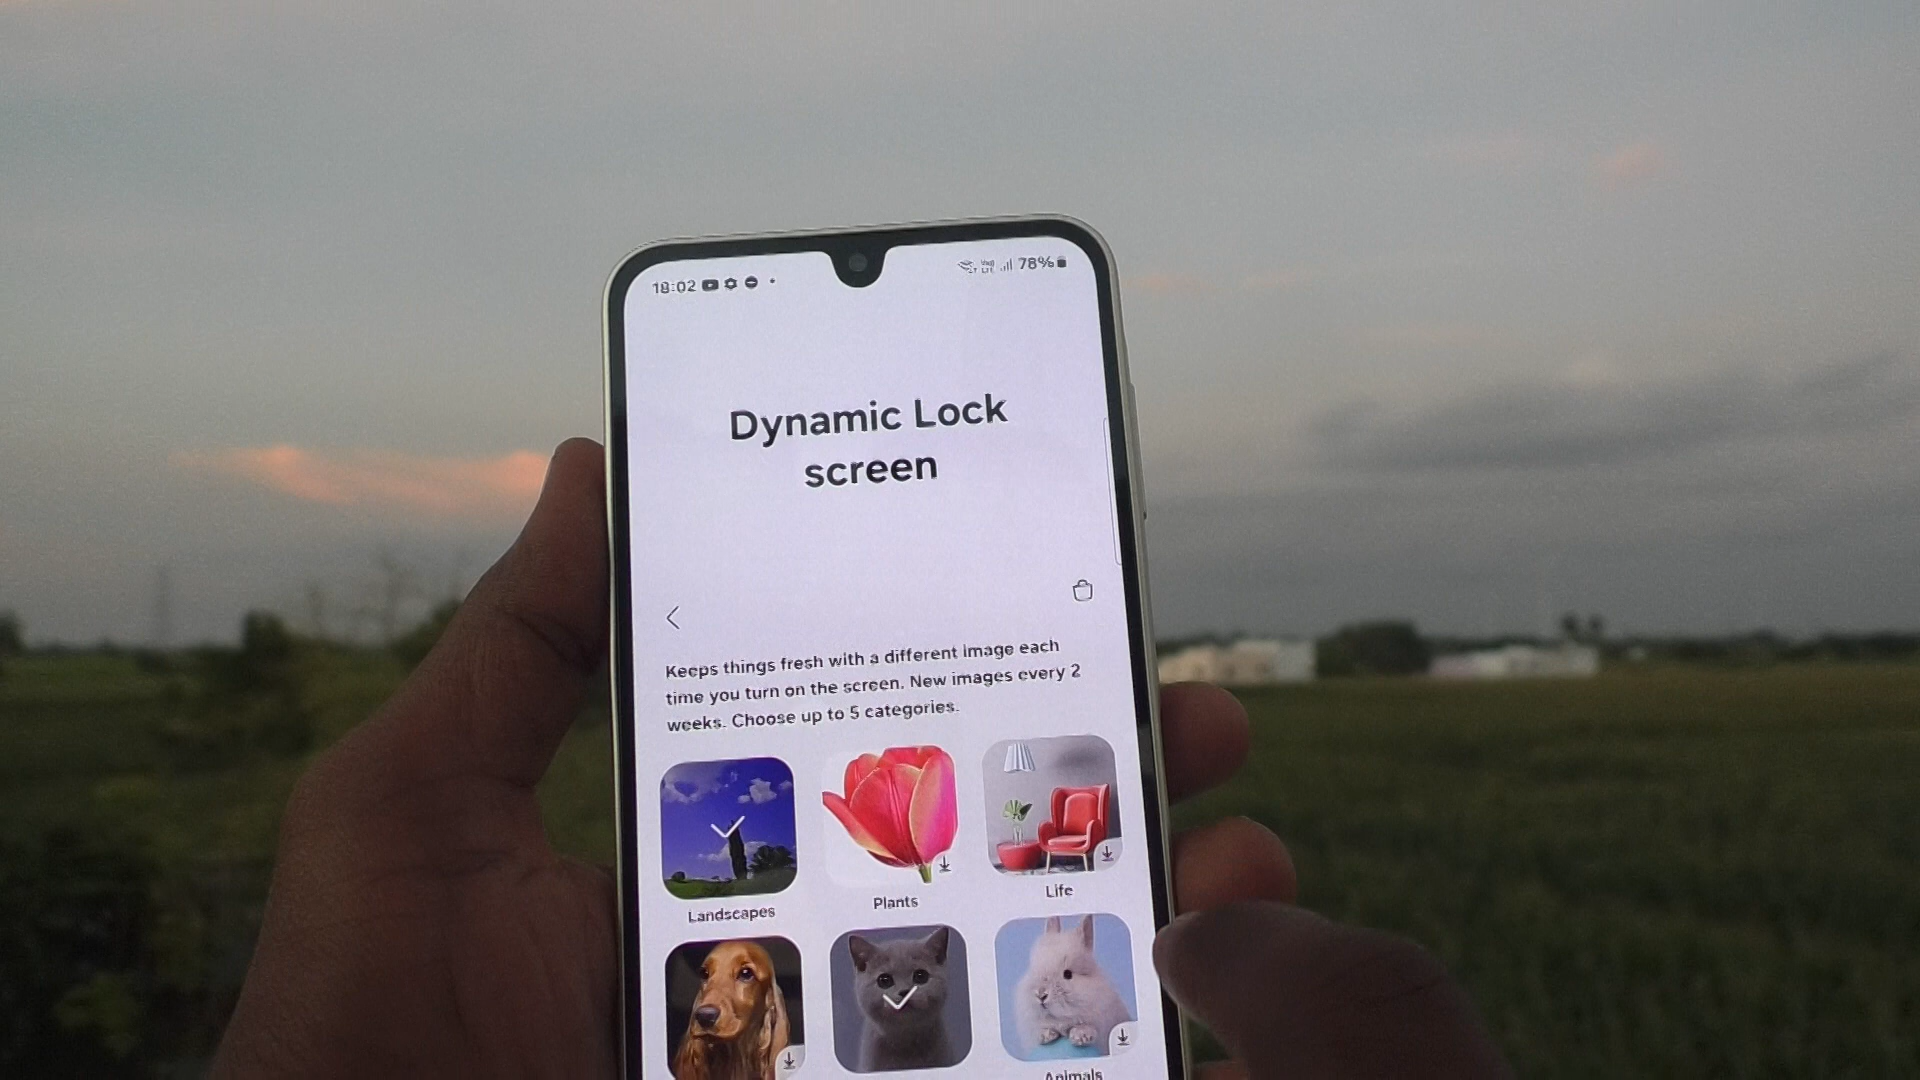 18:02
78%
Dynamic Lock
screen
Keeps things fresh with a different image each
time you turn on the screen. New images every 2
weeks. Choose up to 5 categories.
Landscapes
Plants
Life
Animals